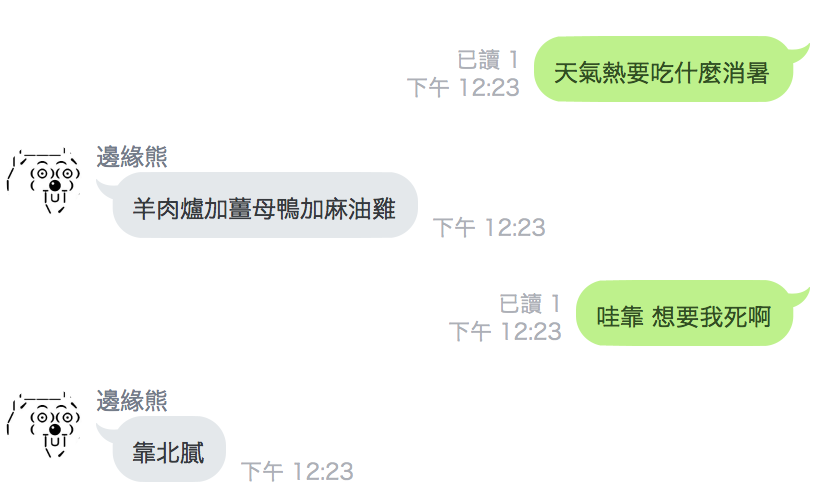 已讀 1
下午 12:23
天氣熱要吃什麼消暑
邊緣熊
羊肉爐加薑母鴨加麻油雞
下午 12:23
已讀 1
下午 12:23
哇靠 想要我死啊
邊緣熊
靠北膩
下午 12:23